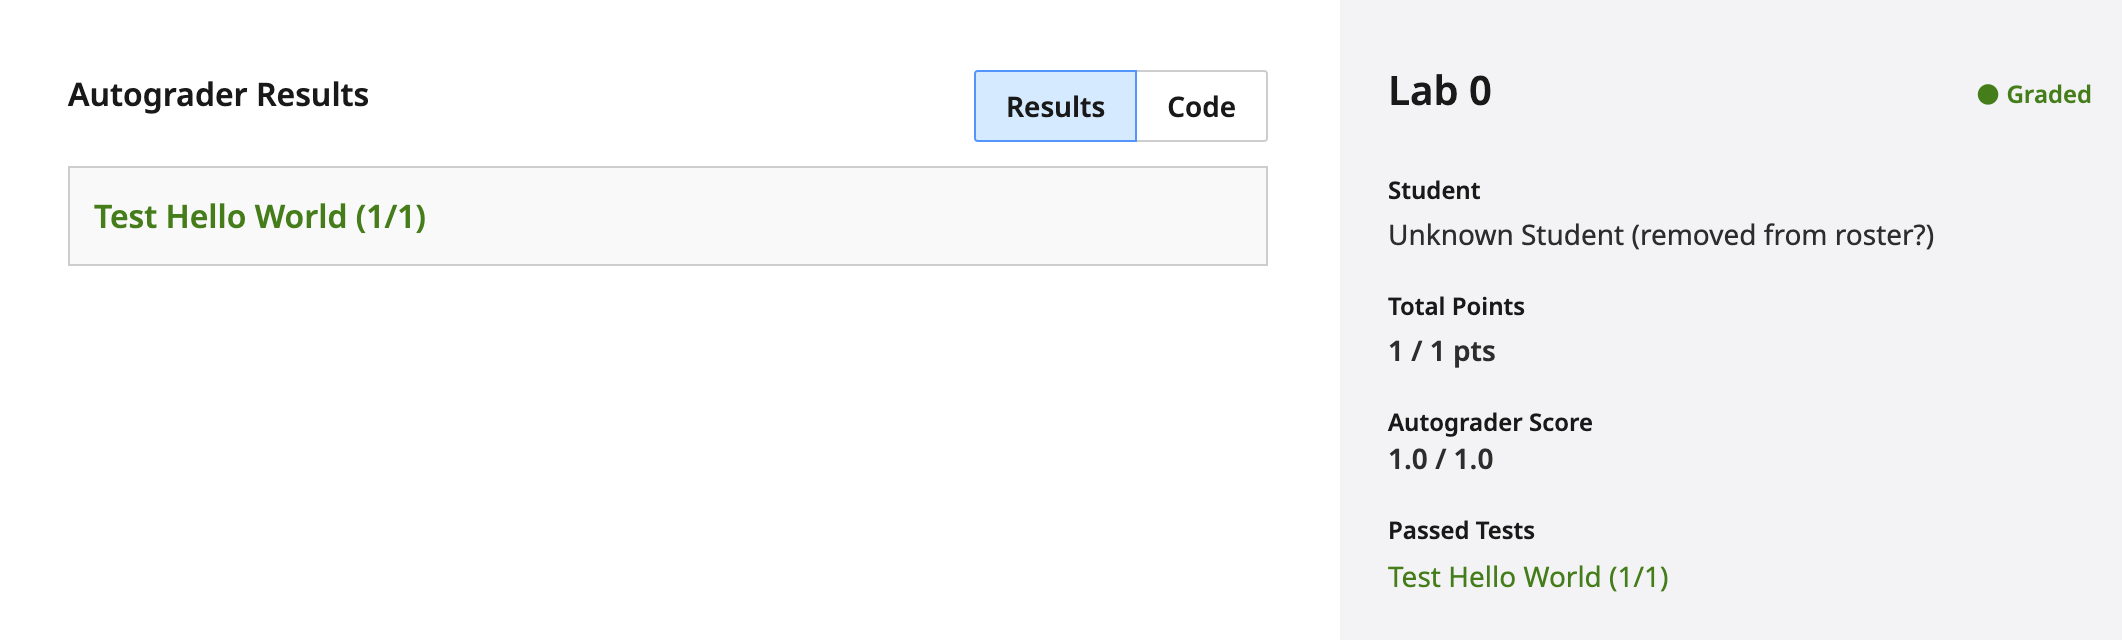 Autograder Results
Results
Code
Test Hello World (1/1)
Lab 0
Graded
Student
Unknown Student (removed from roster?)
Total Points
1 / 1 pts
Autograder Score
1.0 / 1.0
Passed Tests
Test Hello World (1/1)